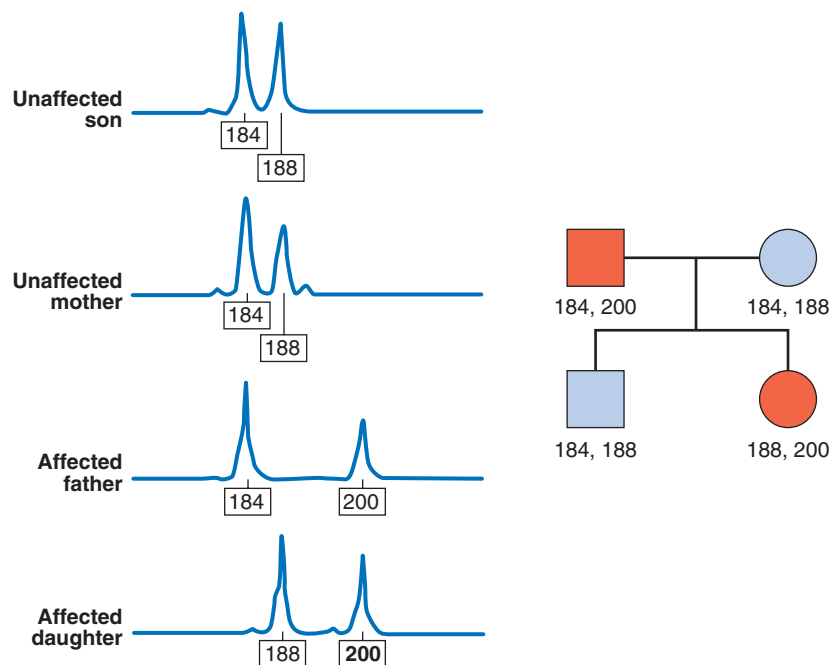 Unaffected
son
184
188
Unaffected
mother
184
188
Affected
father
184
200
Affected
daughter
188
200
184, 200
184, 188
184, 188
188, 200